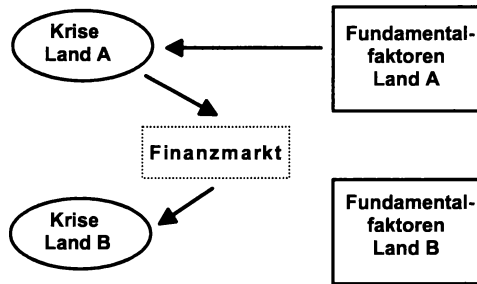 Krise
Land A
Fundamental-
faktoren
Land A
Finanzmarkt
Krise
Land B
Fundamental-
faktoren
Land B